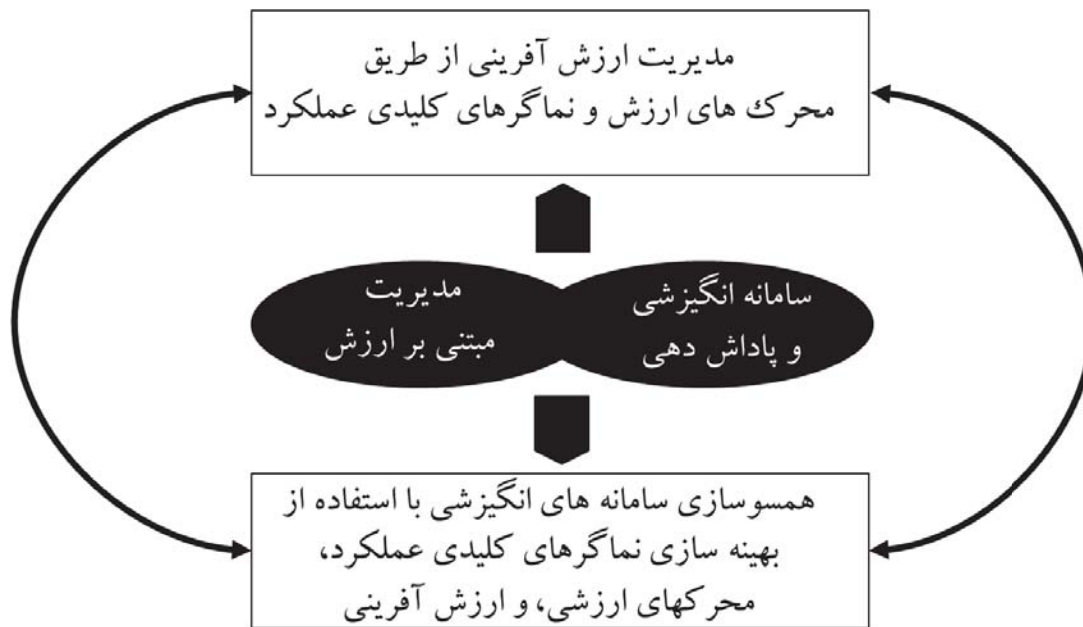 مدیریت ارزش آفرینی از طریق
محرک های ارزش و نماگرهای کلیدی عملکرد
سامانه انگیزشی
و پاداش دهی
مدیریت
مبتنی بر ارزش
همسوسازی سامانه های انگیزشی با استفاده از
بهینه سازی نماگرهای کلیدی عملکرد،
محرکهای ارزشی، و ارزش آفرینی